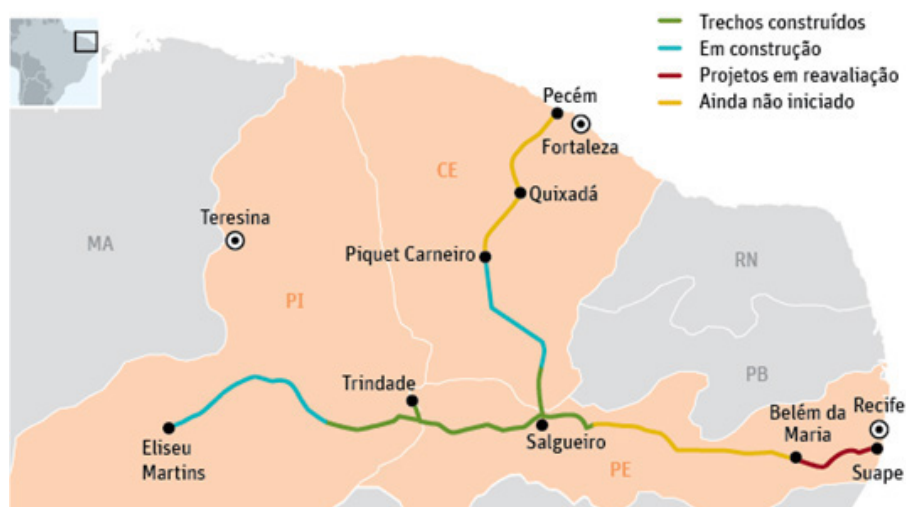 Trechos construídos
Em construção
Projetos em reavaliação
Ainda não iniciado
Pecém
Fortaleza
CE
Quixadá
Teresina
MA
Piquet Carneiro
RN
PI
PB
Trindade
Belém da
Maria
Recife
Eliseu
Martins
Salgueiro
PE
Suape